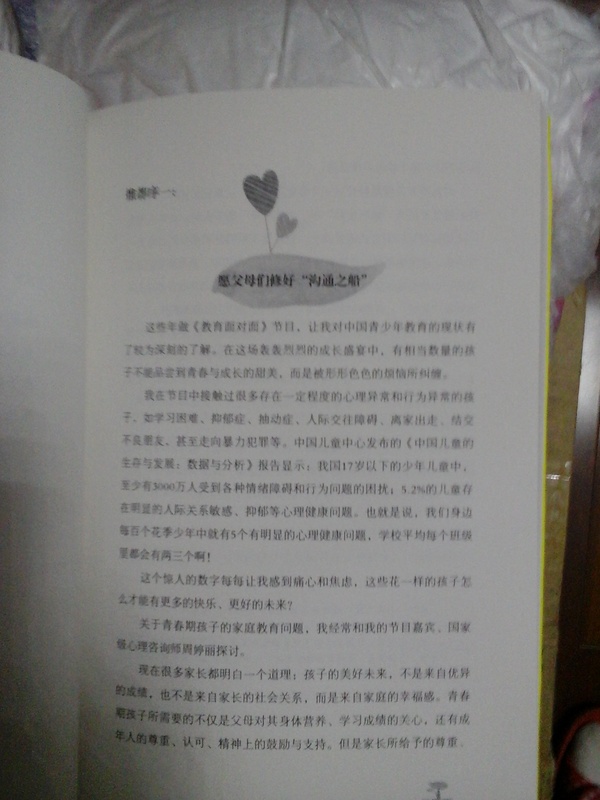 推荐序一:
愿父母们修好“沟通之船”
这些年做《教育面对面》节目，让我对中国青少年教育的现状有
了较为深刻的了解。在这场轰轰烈烈的成长盛宴中，有相当数量的孩
子不能品尝到青春与成长的甜美，而是被形形色色的烦恼所纠缠。
我在节目中接触过很多存在一定程度的心理异常和行为异常的孩
子，如学习困难、抑郁症、抽动症、人际交往障碍、离家出走、结交
不良朋友、甚至走向暴力犯罪等。中国儿童中心发布的《中国儿童的
生存与发展：数据与分析》报告显示：我国17岁以下的少年儿童中，
至少有3000万人受到各种情绪障碍和行为问题的困扰；5.2%的儿童存
在明显的人际关系敏感、抑郁等心理健康问题。也就是说，我们身边
每百个花季少年中就有5个有明显的心理健康问题，学校平均每个班级
里都会有两三个啊！
这个惊人的数字每每让我感到痛心和焦虑，这些花一样的孩子怎
么才能有更多的快乐、更好的未来？
关于青春期孩子的家庭教育问题，我经常和我的节目嘉宾、国家
级心理咨询师周婷丽探讨。
现在很多家长都明白一个道理：孩子的美好未来，不是来自优异
的成绩，也不是来自家长的社会关系，而是来自家庭的幸福感。青春
期孩子所需要的不仅是父母对其身体营养、学习成绩的关心，还有成
年人的尊重、认可、精神上的鼓励与支持。但是家长所给予的尊重、